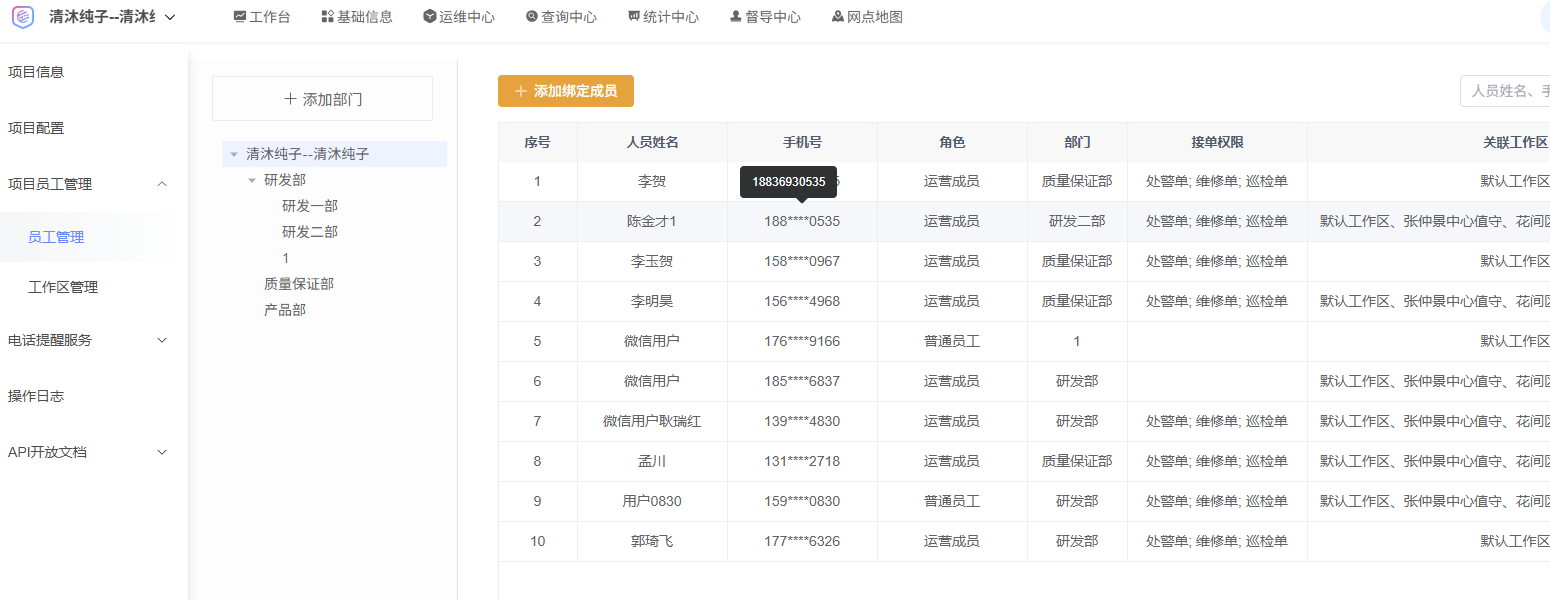 清沐纯子--清沐 工作台 基础信息 运维中心 查询中心 统计中心 督导中心 网点地图
项目信息
项目配置
项目员工管理
员工管理
工作区管理
电话提醒服务
操作日志
API开放文档
添加部门
清沐纯子--清沐纯子
研发部
研发一部
研发二部
1
质量保证部
产品部
添加绑定成员
人员姓名、手
序号 人员姓名 手机号 角色 部门 接单权限 关联工作区
18836930535
1 李贺 运营成员 质量保证部 处警单; 维修单; 巡检单 默认工作区
2 陈金才1 188****0535 运营成员 研发二部 处警单; 维修单; 巡检单 默认工作区、张仲景中心值守、花间
3 李玉贺 158****0967 运营成员 质量保证部 处警单; 维修单; 巡检单 默认工作区
4 李明昊 156****4968 运营成员 质量保证部 处警单; 维修单; 巡检单 默认工作区、张仲景中心值守、花间
5 微信用户 176****9166 普通员工 1 默认工作区
6 微信用户 185****6837 运营成员 研发部 默认工作区、张仲景中心值守、花间
7 微信用户耿瑞红 139****4830 运营成员 研发部 处警单; 维修单; 巡检单 默认工作区、张仲景中心值守、花间
8 孟川 131****2718 运营成员 质量保证部 处警单; 维修单; 巡检单 默认工作区、张仲景中心值守、花间
9 用户0830 159****0830 普通员工 研发部 处警单; 维修单; 巡检单 默认工作区、张仲景中心值守、花间
10 郭琦飞 177****6326 运营成员 研发部 处警单; 维修单; 巡检单 默认工作区